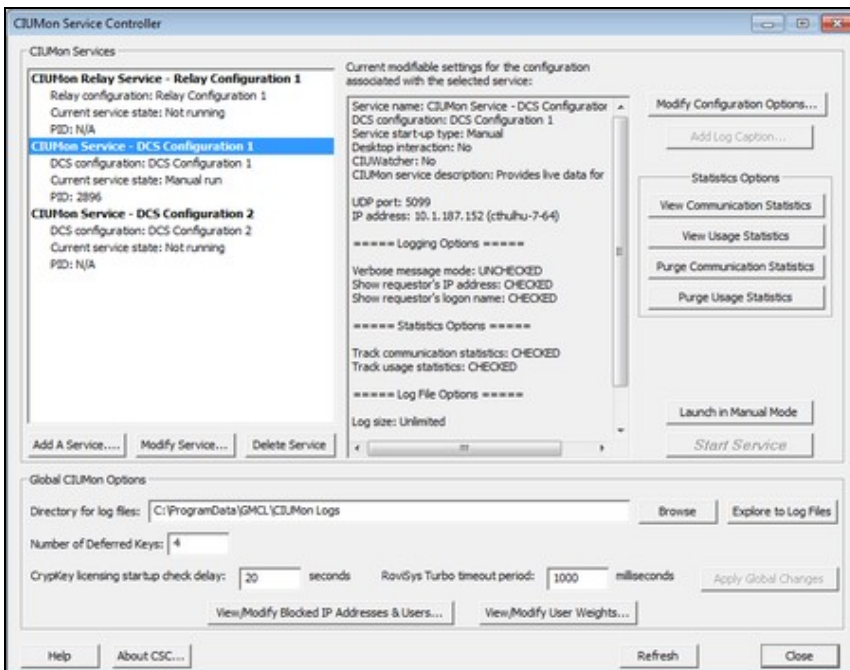 CIUMon Service Controller
CIUMon Services
CIUMon Relay Service - Relay Configuration 1
Relay configuration: Relay Configuration 1
Current service state: Not running
PID: N/A
CIUMon Service - DCS Configuration 1
DCS configuration: DCS Configuration 1
Current service state: Manual run
PID: 2896
CIUMon Service - DCS Configuration 2
DCS configuration: DCS Configuration 2
Current service state: Not running
PID: N/A
Add A Service....
Modify Service...
Delete Service
Current modifiable settings for the configuration
associated with the selected service:
Service name: CIUMon Service - DCS Configuration
DCS configuration: DCS Configuration 1
Service start-up type: Manual
Desktop interaction: No
CIUWatcher: No
CIUMon service description: Provides live data for
UDP port: 5099
IP address: 10.1.187.152 (cthulhu-7-64)
===== Logging Options =====
Verbose message mode: UNCHECKED
Show requestor's IP address: CHECKED
Show requestor's logon name: CHECKED
===== Statistics Options =====
Track communication statistics: CHECKED
Track usage statistics: CHECKED
===== Log File Options =====
Log size: Unlimited
Modify Configuration Options...
Add Log Caption...
Statistics Options
View Communication Statistics
View Usage Statistics
Purge Communication Statistics
Purge Usage Statistics
Launch in Manual Mode
Start Service
Global CIUMon Options
Directory for log files: C:\ProgramData\GMCL\CIUMon Logs Browse Explore to Log Files
Number of Deferred Keys: 4
CrypKey licensing startup check delay: 20 seconds RoviSys Turbo timeout period: 1000 milliseconds Apply Global Changes
View/Modify Blocked IP Addresses & Users... View/Modify User Weights...
Help About CSC... Refresh Close